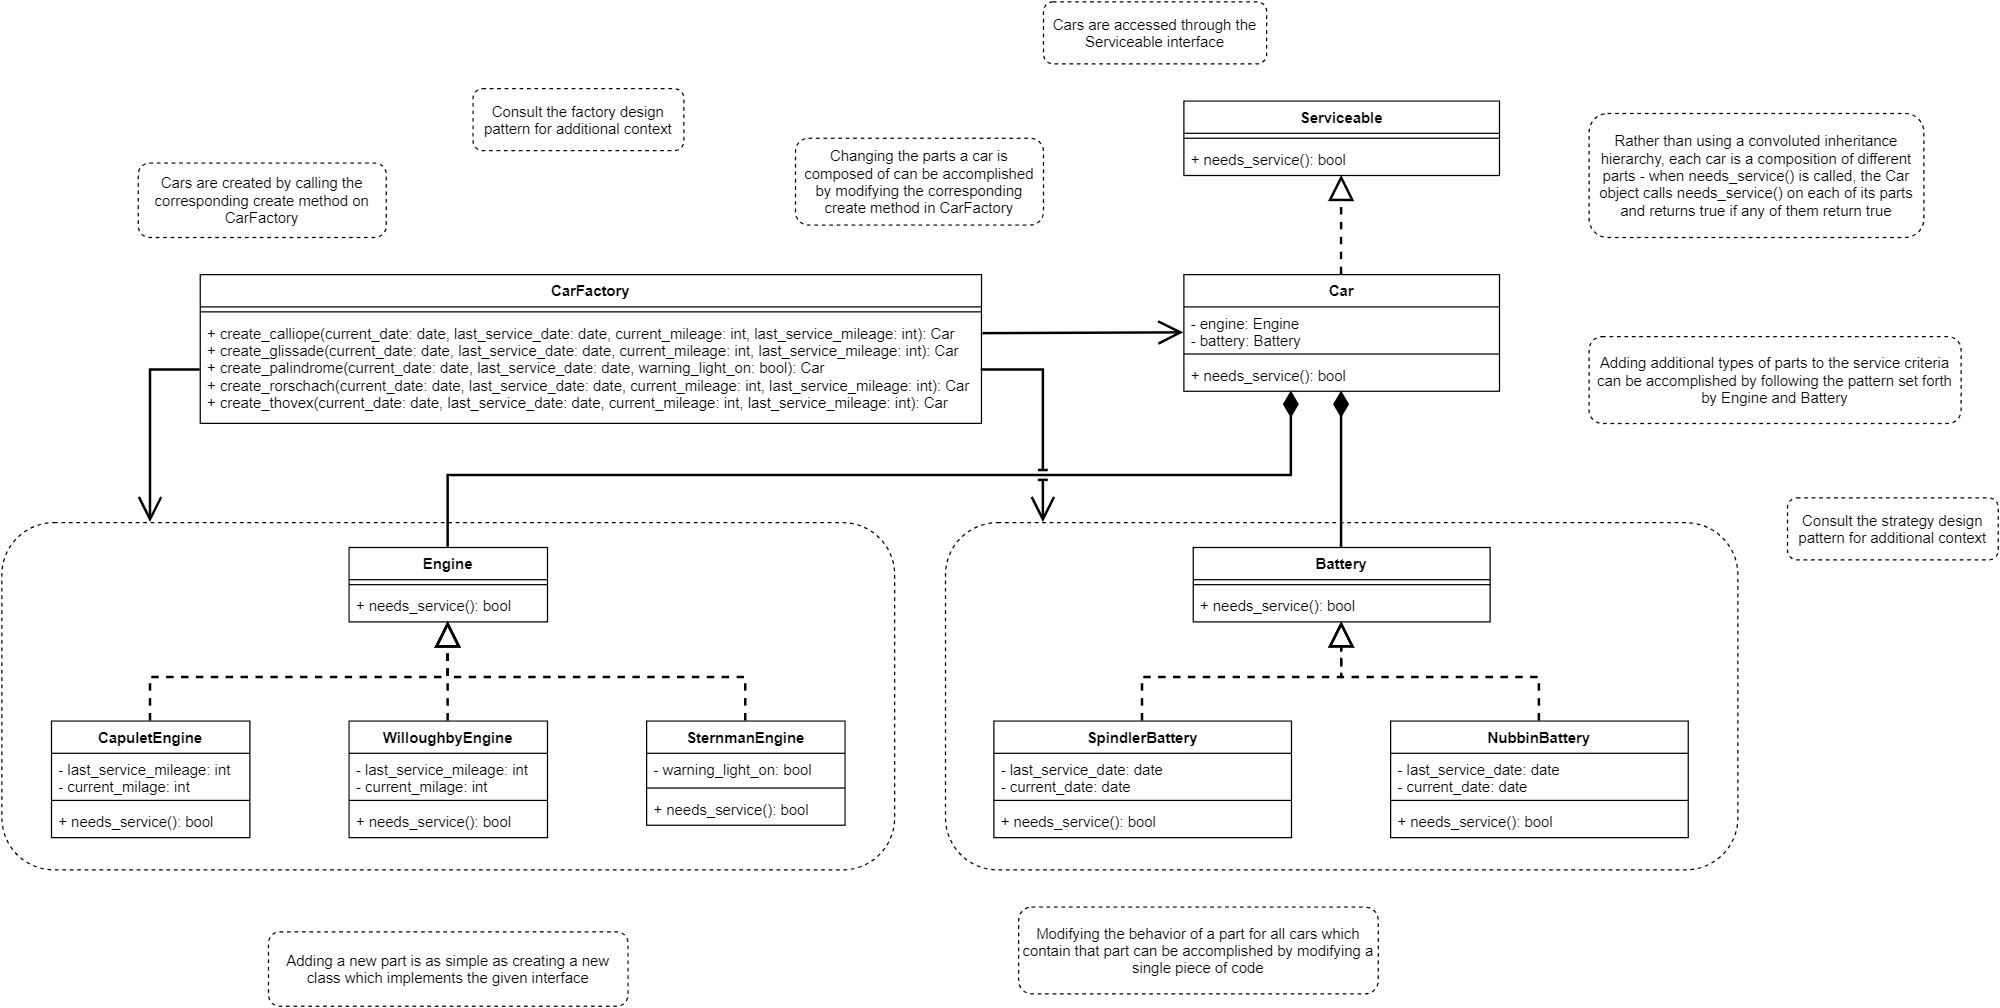 Cars are accessed through the
Serviceable interface
Consult the factory design
pattern for additional context
Serviceable
+ needs_service(): bool
Rather than using a convoluted inheritance
hierarchy, each car is a composition of different
parts - when needs_service() is called, the Car
object calls needs_service() on each of its parts
and returns true if any of them return true
Changing the parts a car is
composed of can be accomplished
by modifying the corresponding
create method in CarFactory
Cars are created by calling the
corresponding create method on
CarFactory
CarFactory
+ create_calliope(current_date: date, last_service_date: date, current_mileage: int, last_service_mileage: int): Car
+ create_glissade(current_date: date, last_service_date: date, current_mileage: int, last_service_mileage: int): Car
+ create_palindrome(current_date: date, last_service_date: date, warning_light_on: bool): Car
+ create_rorschach(current_date: date, last_service_date: date, current_mileage: int, last_service_mileage: int): Car
+ create_thovex(current_date: date, last_service_date: date, current_mileage: int, last_service_mileage: int): Car
Car
- engine: Engine
- battery: Battery
+ needs_service(): bool
Adding additional types of parts to the service criteria
can be accomplished by following the pattern set forth
by Engine and Battery
Consult the strategy design
pattern for additional context
Engine
+ needs_service(): bool
Battery
+ needs_service(): bool
CapuletEngine
- last_service_mileage: int
- current_milage: int
+ needs_service(): bool
WilloughbyEngine
- last_service_mileage: int
- current_milage: int
+ needs_service(): bool
SternmanEngine
- warning_light_on: bool
+ needs_service(): bool
SpindlerBattery
- last_service_date: date
- current_date: date
+ needs_service(): bool
NubbinBattery
- last_service_date: date
- current_date: date
+ needs_service(): bool
Adding a new part is as simple as creating a new
class which implements the given interface
Modifying the behavior of a part for all cars which
contain that part can be accomplished by modifying a
single piece of code